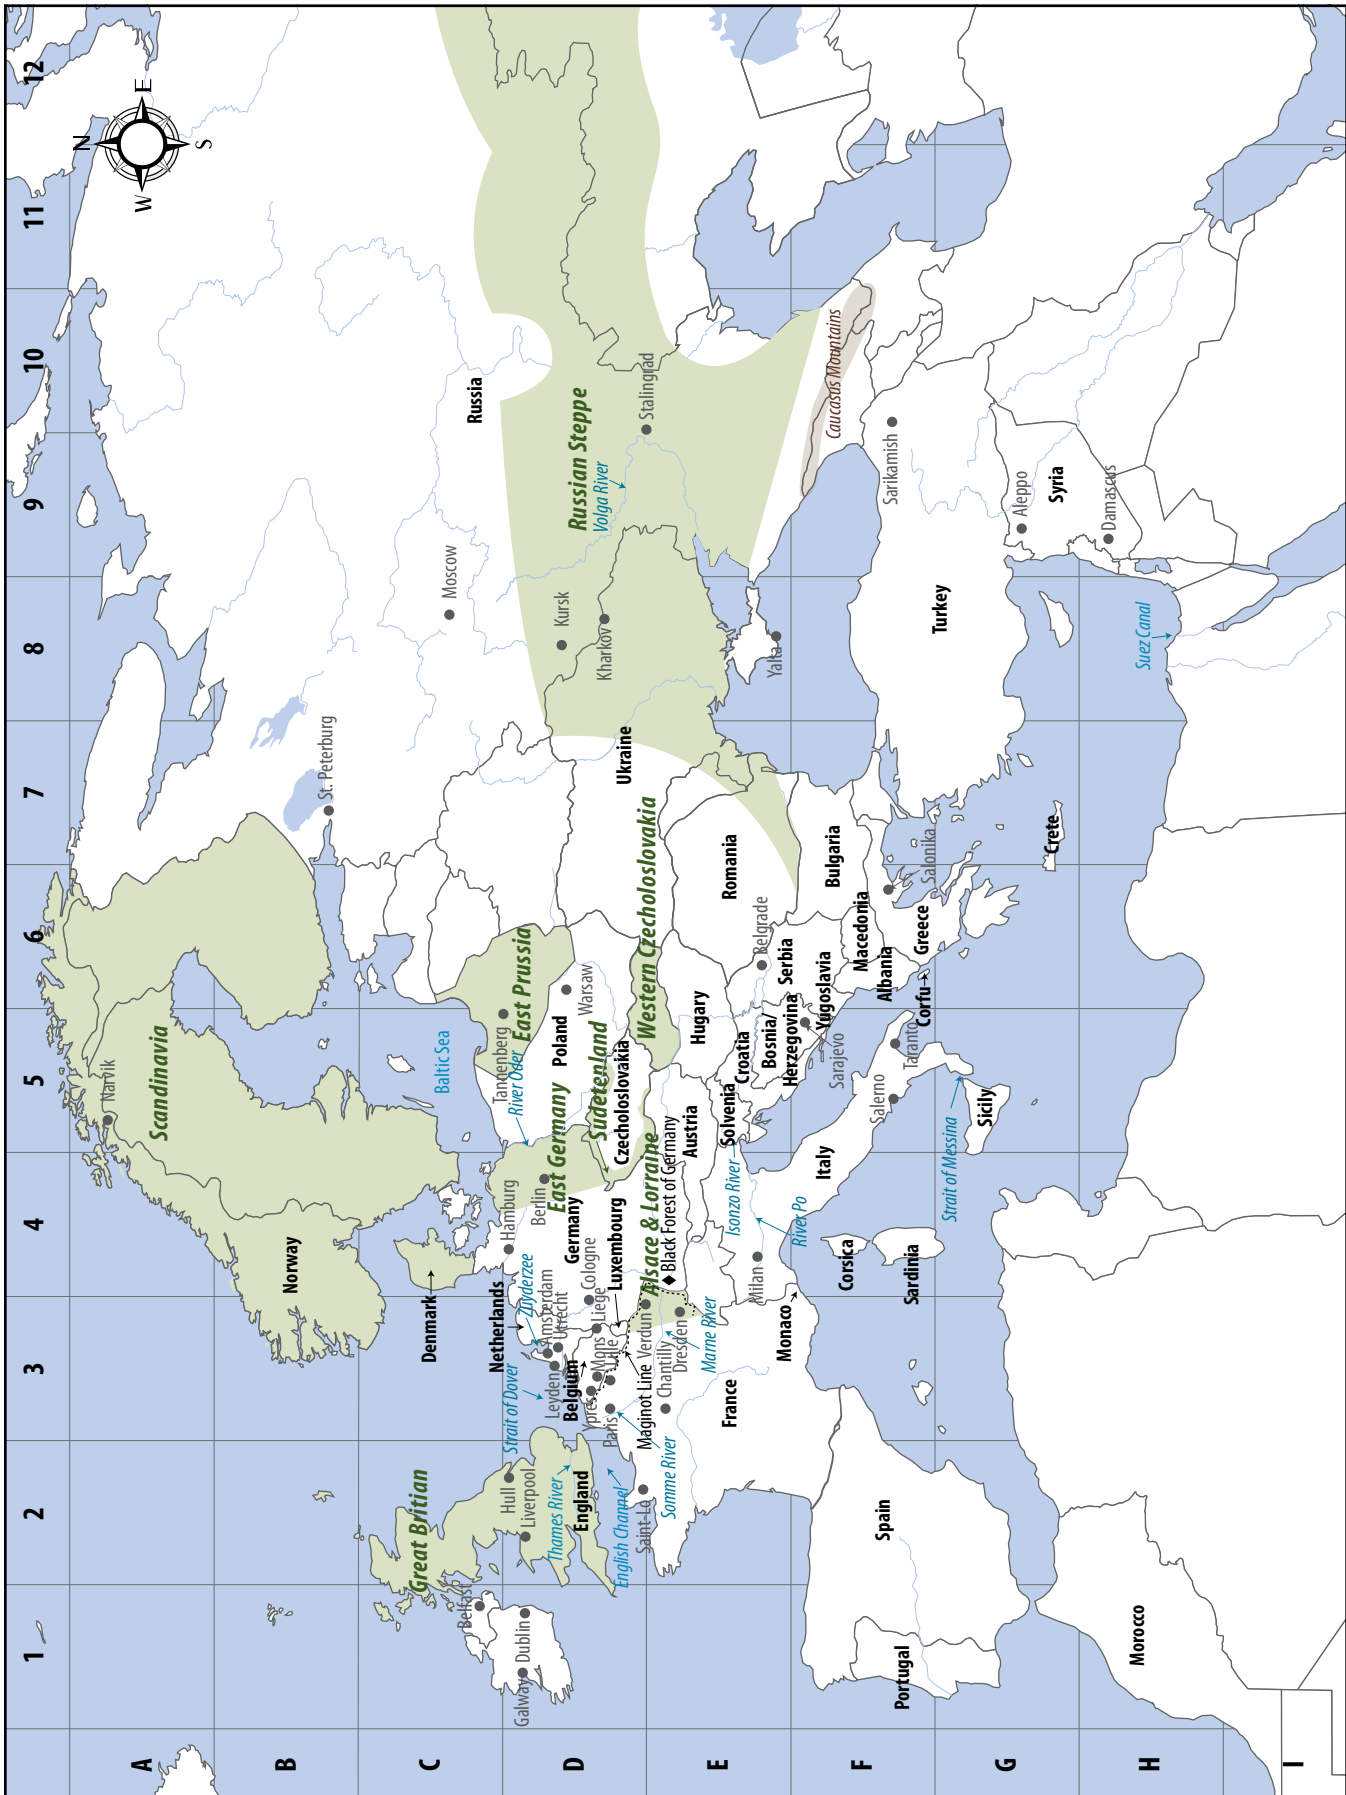 1
2
3
4
5
6
7
8
9
10
11
12
A
B
C
D
E
F
G
H
I
N
E
S
W
Scandinavia
Narvik
Norway
St. Peterburg
Denmark
Baltic Sea
Great Britian
Belfast
Galway
Dublin
Hull
Liverpool
Thames River
England
English Channel
Strait of Dover
Netherlands
Zuyderzee
Amsterdam
Utrecht
Leyden
Belgium
Ypres
Mons
Liege
Lille
Paris
Cologne
Hamburg
Berlin
Germany
East Germany
Luxembourg
River Oder
Tannenberg
East Prussia
Poland
Warsaw
Sudetenland
Czecholoslovakia
Western Czecholoslovakia
Alsace & Lorraine
Black Forest of Germany
Verdun
Maginot Line
Chantilly
Dresden
Marne River
Somme River
Saint-Lo
France
Monaco
Milan
River Po
Isonzo River
Austria
Solvenia
Croatia
Bosnia/
Herzegovina
Hugary
Yugoslavia
Sarajevo
Serbia
Belgrade
Romania
Bulgaria
Macedonia
Albania
Greece
Corfu
Salonika
Crete
Italy
Salerno
Taranto
Sicily
Strait of Messina
Corsica
Sardinia
Spain
Portugal
Morocco
Russia
Moscow
Kursk
Kharkov
Ukraine
Yalta
Russian Steppe
Volga River
Stalingrad
Caucasus Mountains
Sarikamish
Turkey
Aleppo
Syria
Damascus
Suez Canal